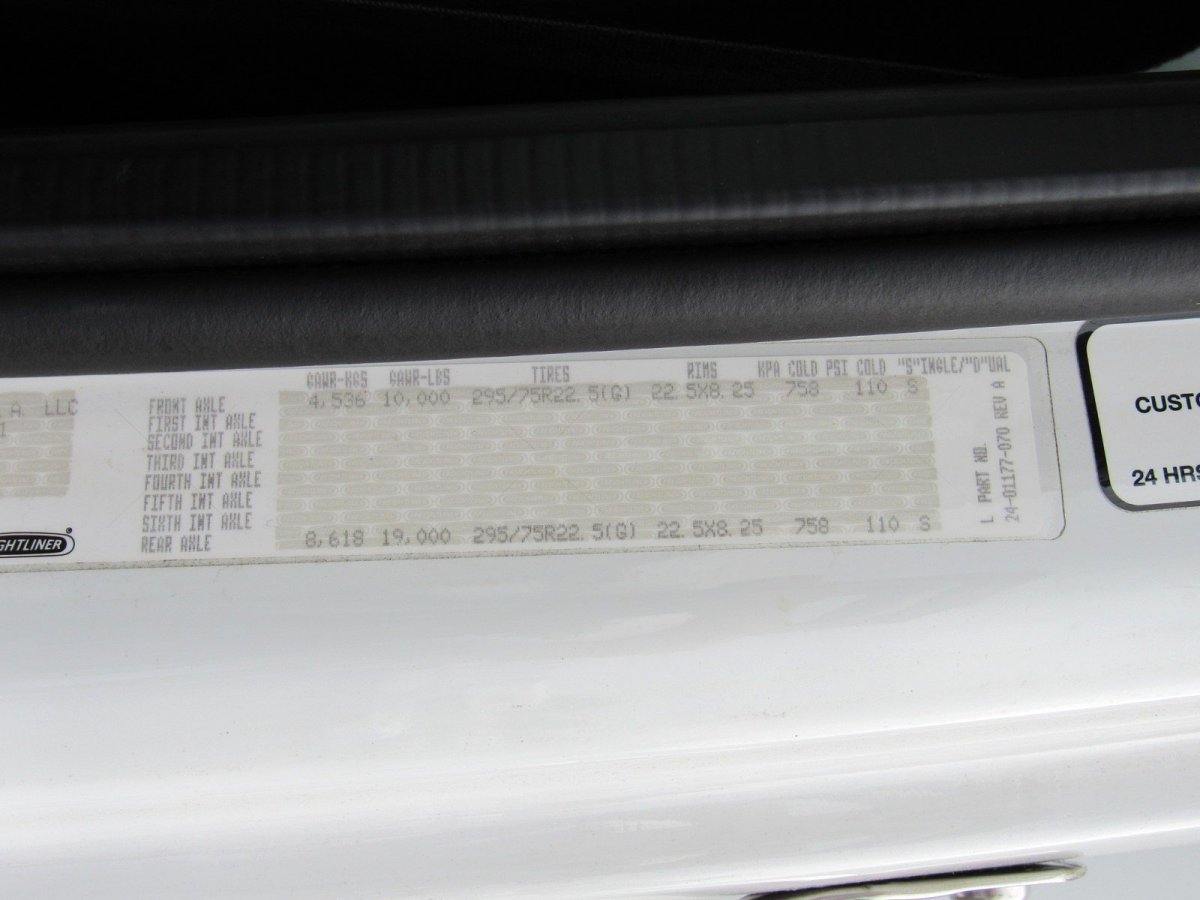 GAWR-KGS GAWR-LBS TIRES RIMS KPA COLD PSI COLD "S"INGLE/"D"UAL
.A. LLC
FRONT AXLE 4,536 10,000 295/75R22.5(G) 22.5X8.25 758 110 S
FIRST INT AXLE
SECOND INT AXLE
THIRD INT AXLE
FOURTH INT AXLE
FIFTH INT AXLE
SIXTH INT AXLE
REAR AXLE 8,618 19,000 295/75R22.5(G) 22.5X8.25 758 110 S
GHTLINER®
L PART NO.
24-01177-070 REV A
CUSTO
24 HRS